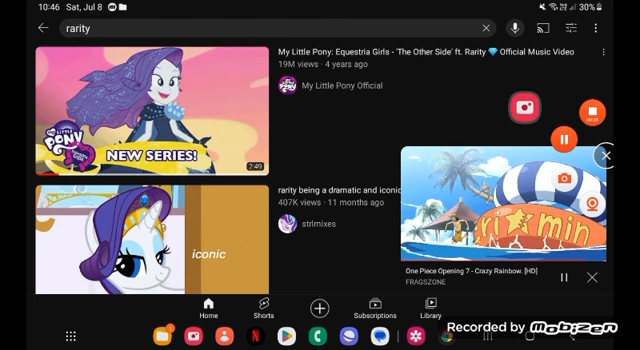 10:46 Sat, Jul 8
30%
rarity
My Little Pony: Equestria Girls - 'The Other Side' ft. Rarity 💎 Official Music Video
19M views · 4 years ago
My Little Pony Official
NEW SERIES!
7:49
rarity being a dramatic and iconic
407K views · 11 months ago
strlmixes
iconic
One Piece Opening 7 - Crazy Rainbow. [HD]
FRAGSZONE
Home
Shorts
Subscriptions
Library
Recorded by mobizen